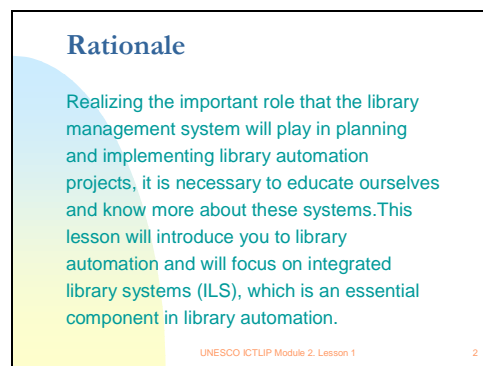 Rationale
Realizing the important role that the library
management system will play in planning
and implementing library automation
projects, it is necessary to educate ourselves
and know more about these systems.This
lesson will introduce you to library
automation and will focus on integrated
library systems (ILS), which is an essential
component in library automation.
UNESCO ICTLIP Module 2. Lesson 1 2